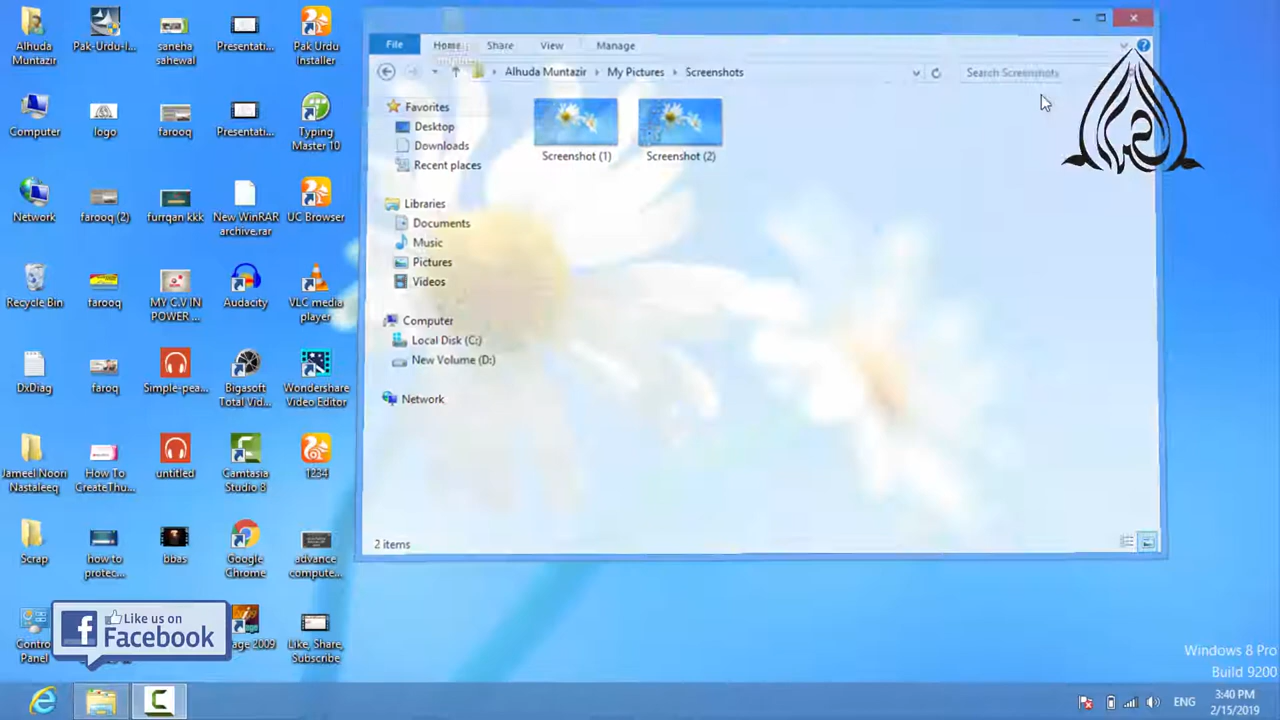 Alhuda
Muntazir
Pak-Urdu-I...
saneha
sahewal
Presentati...
Pak Urdu
Installer
Computer
logo
farooq
Presentati...
Typing
Master 10
Network
farooq (2)
furrqan kkk
New WinRAR
archive.rar
UC Browser
Recycle Bin
farooq
MY C.V IN
POWER ...
Audacity
VLC media
player
DxDiag
faroq
Simple-pea...
Bigasoft
Total Vid...
Wondershare
Video Editor
Jameel Noori
Nastaleeq
How To
CreateThu...
untitled
Camtasia
Studio 8
1234
Scrap
how to
protec...
bbas
Google
Chrome
advance
compute...
Panel
Like us on
Facebook
age 2009
Like, Share,
Subscribe
File
Home
Share
View
Manage
Alhuda Muntazir
My Pictures
Screenshots
Search Screenshots
Favorites
Desktop
Downloads
Recent places
Libraries
Documents
Music
Pictures
Videos
Computer
Local Disk (C:)
New Volume (D:)
Network
Screenshot (1)
Screenshot (2)
2 items
Windows 8 Pro
Build 9200
ENG
3:40 PM
2/15/2019